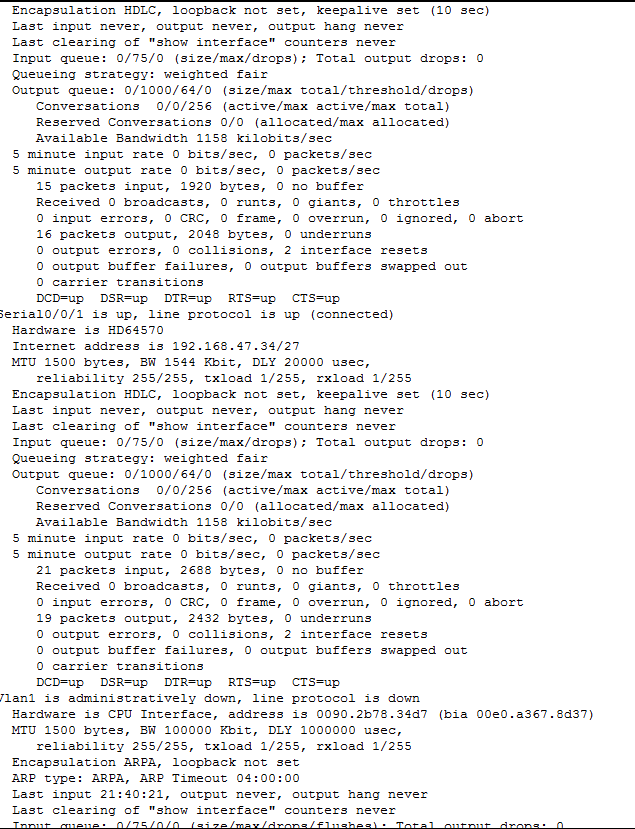 Encapsulation HDLC, loopback not set, keepalive set (10 sec)
Last input never, output never, output hang never
Last clearing of "show interface" counters never
Input queue: 0/75/0 (size/max/drops); Total output drops: 0
Queueing strategy: weighted fair
Output queue: 0/1000/64/0 (size/max total/threshold/drops)
Conversations  0/0/256 (active/max active/max total)
Reserved Conversations 0/0 (allocated/max allocated)
Available Bandwidth 1158 kilobits/sec
5 minute input rate 0 bits/sec, 0 packets/sec
5 minute output rate 0 bits/sec, 0 packets/sec
15 packets input, 1920 bytes, 0 no buffer
Received 0 broadcasts, 0 runts, 0 giants, 0 throttles
0 input errors, 0 CRC, 0 frame, 0 overrun, 0 ignored, 0 abort
16 packets output, 2048 bytes, 0 underruns
0 output errors, 0 collisions, 2 interface resets
0 output buffer failures, 0 output buffers swapped out
0 carrier transitions
DCD=up  DSR=up  DTR=up  RTS=up  CTS=up
Serial0/0/1 is up, line protocol is up (connected)
Hardware is HD64570
Internet address is 192.168.47.34/27
MTU 1500 bytes, BW 1544 Kbit, DLY 20000 usec,
reliability 255/255, txload 1/255, rxload 1/255
Encapsulation HDLC, loopback not set, keepalive set (10 sec)
Last input never, output never, output hang never
Last clearing of "show interface" counters never
Input queue: 0/75/0 (size/max/drops); Total output drops: 0
Queueing strategy: weighted fair
Output queue: 0/1000/64/0 (size/max total/threshold/drops)
Conversations  0/0/256 (active/max active/max total)
Reserved Conversations 0/0 (allocated/max allocated)
Available Bandwidth 1158 kilobits/sec
5 minute input rate 0 bits/sec, 0 packets/sec
5 minute output rate 0 bits/sec, 0 packets/sec
21 packets input, 2688 bytes, 0 no buffer
Received 0 broadcasts, 0 runts, 0 giants, 0 throttles
0 input errors, 0 CRC, 0 frame, 0 overrun, 0 ignored, 0 abort
19 packets output, 2432 bytes, 0 underruns
0 output errors, 0 collisions, 2 interface resets
0 output buffer failures, 0 output buffers swapped out
0 carrier transitions
DCD=up  DSR=up  DTR=up  RTS=up  CTS=up
Vlan1 is administratively down, line protocol is down
Hardware is CPU Interface, address is 0090.2b78.34d7 (bia 00e0.a367.8d37)
MTU 1500 bytes, BW 100000 Kbit, DLY 1000000 usec,
reliability 255/255, txload 1/255, rxload 1/255
Encapsulation ARPA, loopback not set
ARP type: ARPA, ARP Timeout 04:00:00
Last input 21:40:21, output never, output hang never
Last clearing of "show interface" counters never
Input queue: 0/75/0/0 (size/max/drops/flushes); Total output drops: 0